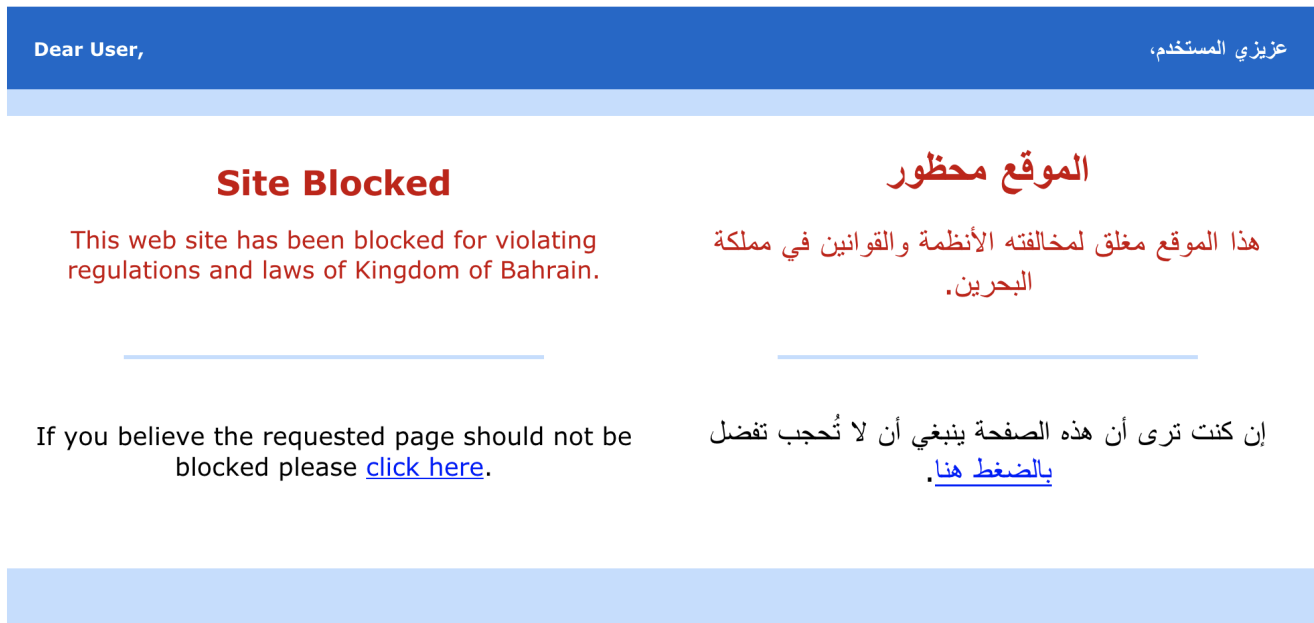 Dear User,
عزيزي المستخدم،
Site Blocked
This web site has been blocked for violating
regulations and laws of Kingdom of Bahrain.
If you believe the requested page should not be
blocked please click here.
الموقع محظور
هذا الموقع مغلق لمخالفته الأنظمة والقوانين في مملكة
البحرين.
إن كنت ترى أن هذه الصفحة ينبغي أن لا تُحجب تفضل
بالضغط هنا.